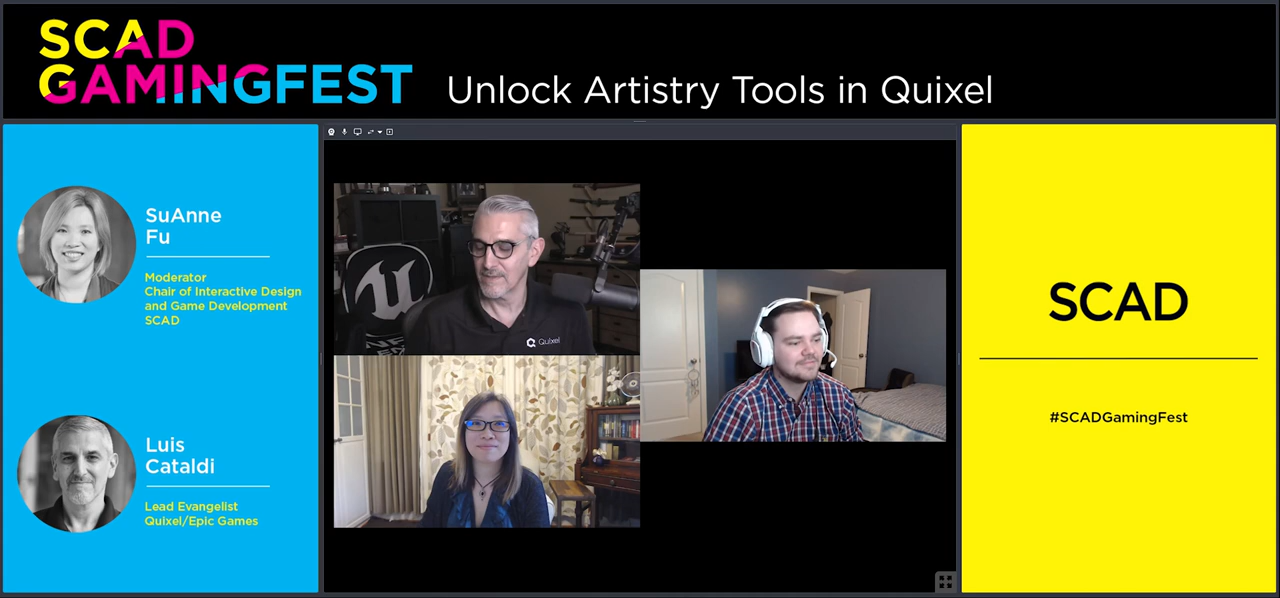 SCAD
GAMINGFEST
Unlock Artistry Tools in Quixel
SuAnne
Fu
Moderator
Chair of Interactive Design
and Game Development
SCAD
Luis
Cataldi
Lead Evangelist
Quixel/Epic Games
Quixel
SCAD
#SCADGamingFest